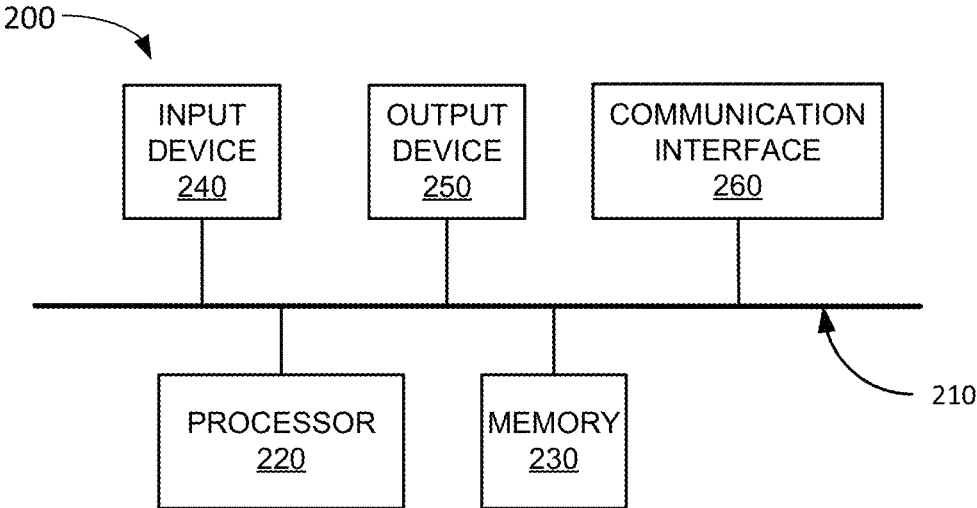 200
INPUT
DEVICE
240
OUTPUT
DEVICE
250
COMMUNICATION
INTERFACE
260
210
PROCESSOR
220
MEMORY
230